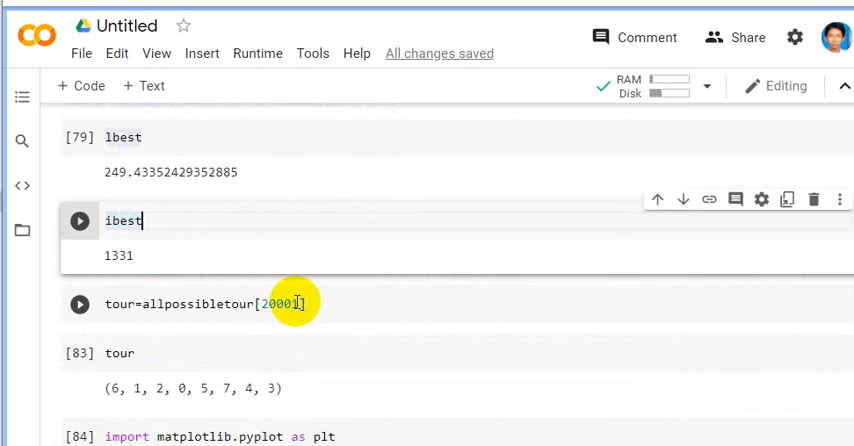 Untitled
File Edit View Insert Runtime Tools Help All changes saved
Comment Share
+ Code + Text RAM Disk Editing
[79] lbest
249.43352429352885
ibest
1331
tour=allpossibletour[20001]
[83] tour
(6, 1, 2, 0, 5, 7, 4, 3)
[84] import matplotlib.pyplot as plt